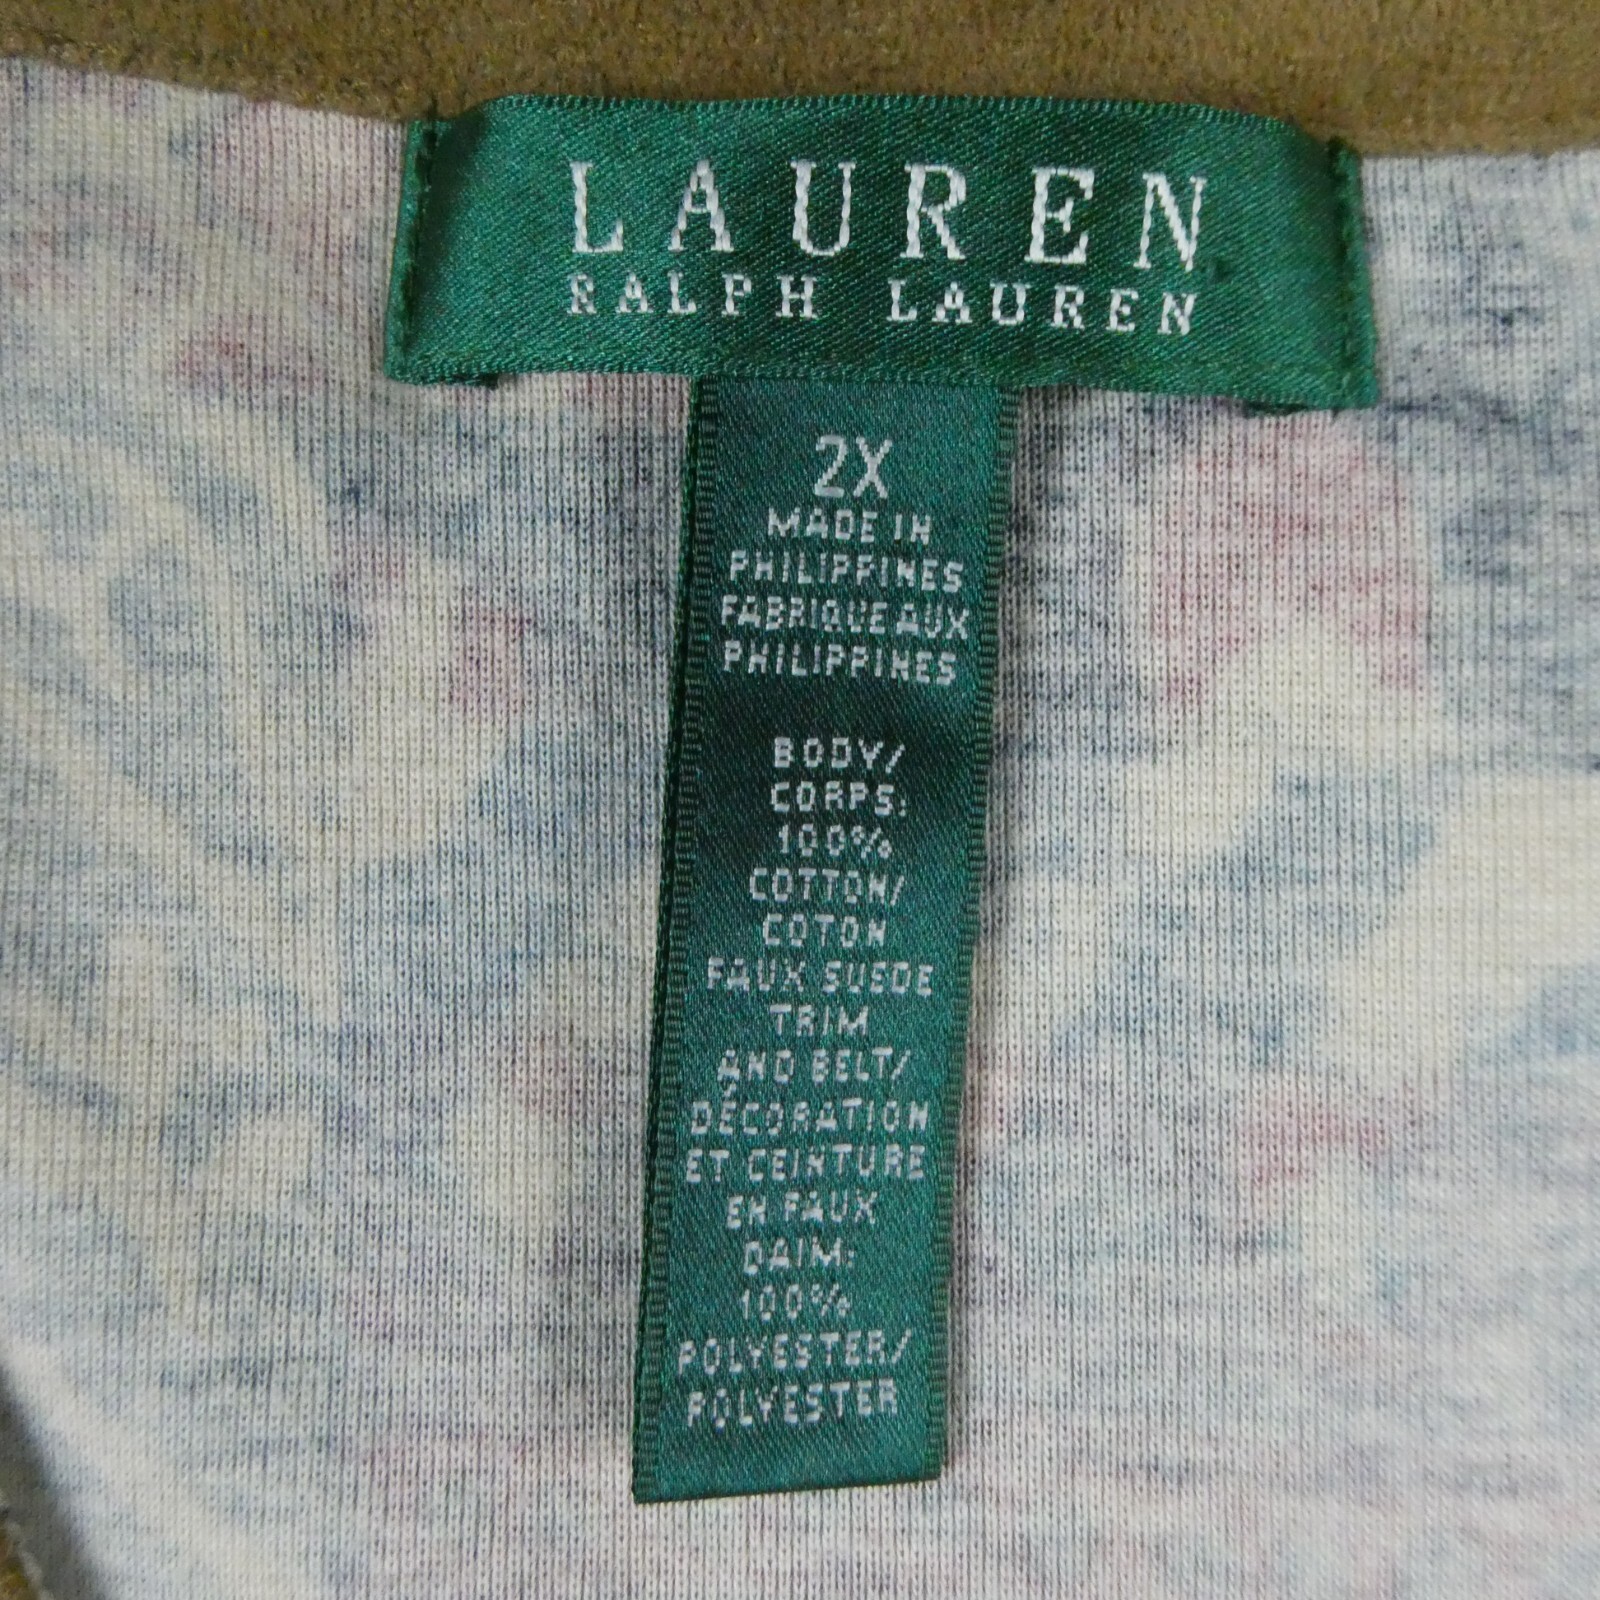 LAUREN
RALPH LAUREN
2X
MADE IN
PHILIPPINES
FABRIQUE AUX
PHILIPPINES
BODY/
CORPS:
100%
COTTON/
COTON
FAUX SUEDE
TRIM
AND BELT/
DÉCORATION
ET CEINTURE
EN FAUX
DAIM:
100%
POLYESTER/
POLYESTER